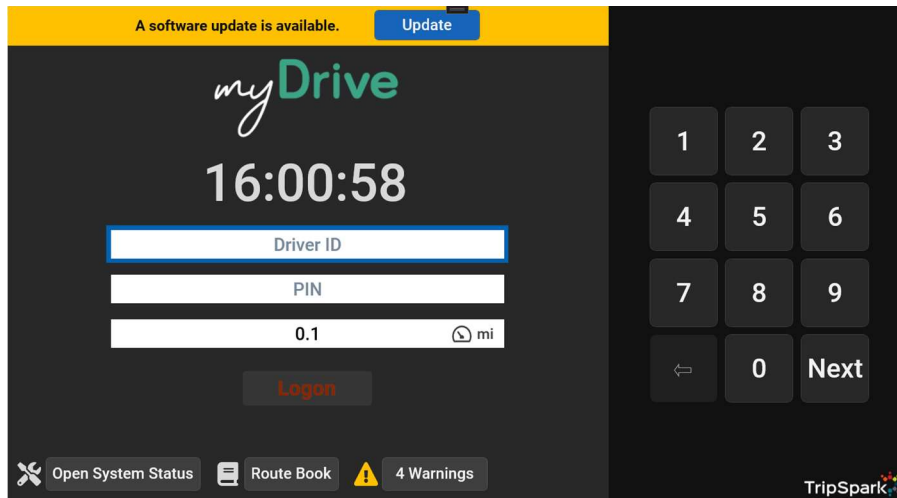 A software update is available. Update
myDrive
16:00:58
Driver ID
PIN
0.1 mi
Logon
1 2 3
4 5 6
7 8 9
0 Next
Open System Status Route Book 4 Warnings
TripSpark